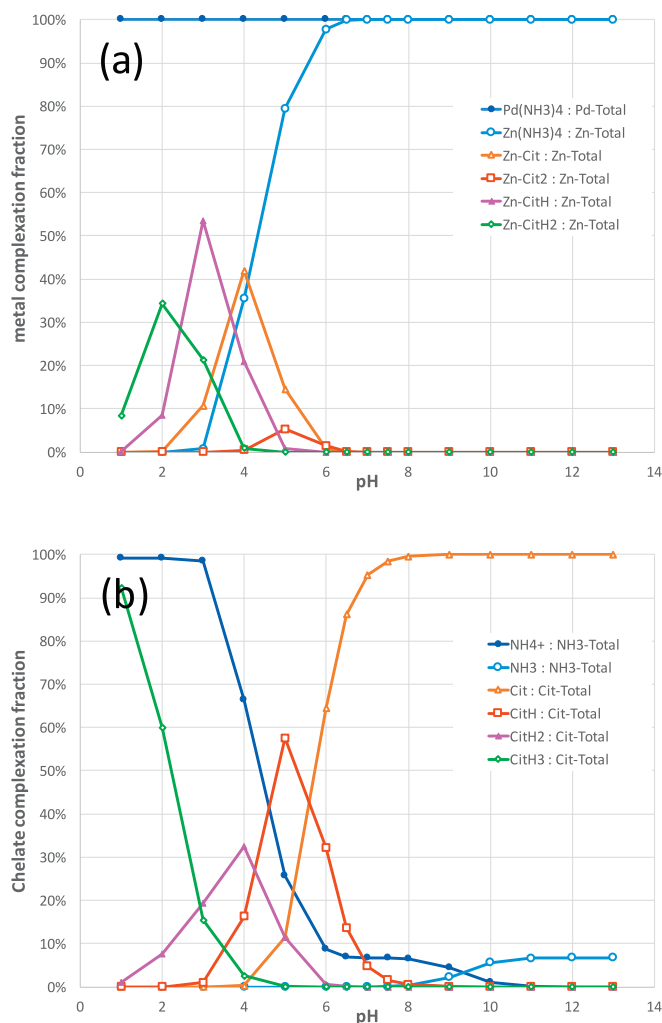 100%
(a)
90%
80%
70%
60%
50%
40%
30%
20%
10%
0%
metal complexation fraction
Pd(NH3)4 : Pd-Total
Zn(NH3)4 : Zn-Total
Zn-Cit : Zn-Total
Zn-Cit2 : Zn-Total
Zn-CitH : Zn-Total
Zn-CitH2 : Zn-Total
0 2 4 6 8 10 12 14
pH
100%
(b)
90%
80%
70%
60%
50%
40%
30%
20%
10%
0%
Chelate complexation fraction
NH4+ : NH3-Total
NH3 : NH3-Total
Cit : Cit-Total
CitH : Cit-Total
CitH2 : Cit-Total
CitH3 : Cit-Total
0 2 4 6 8 10 12 14
pH